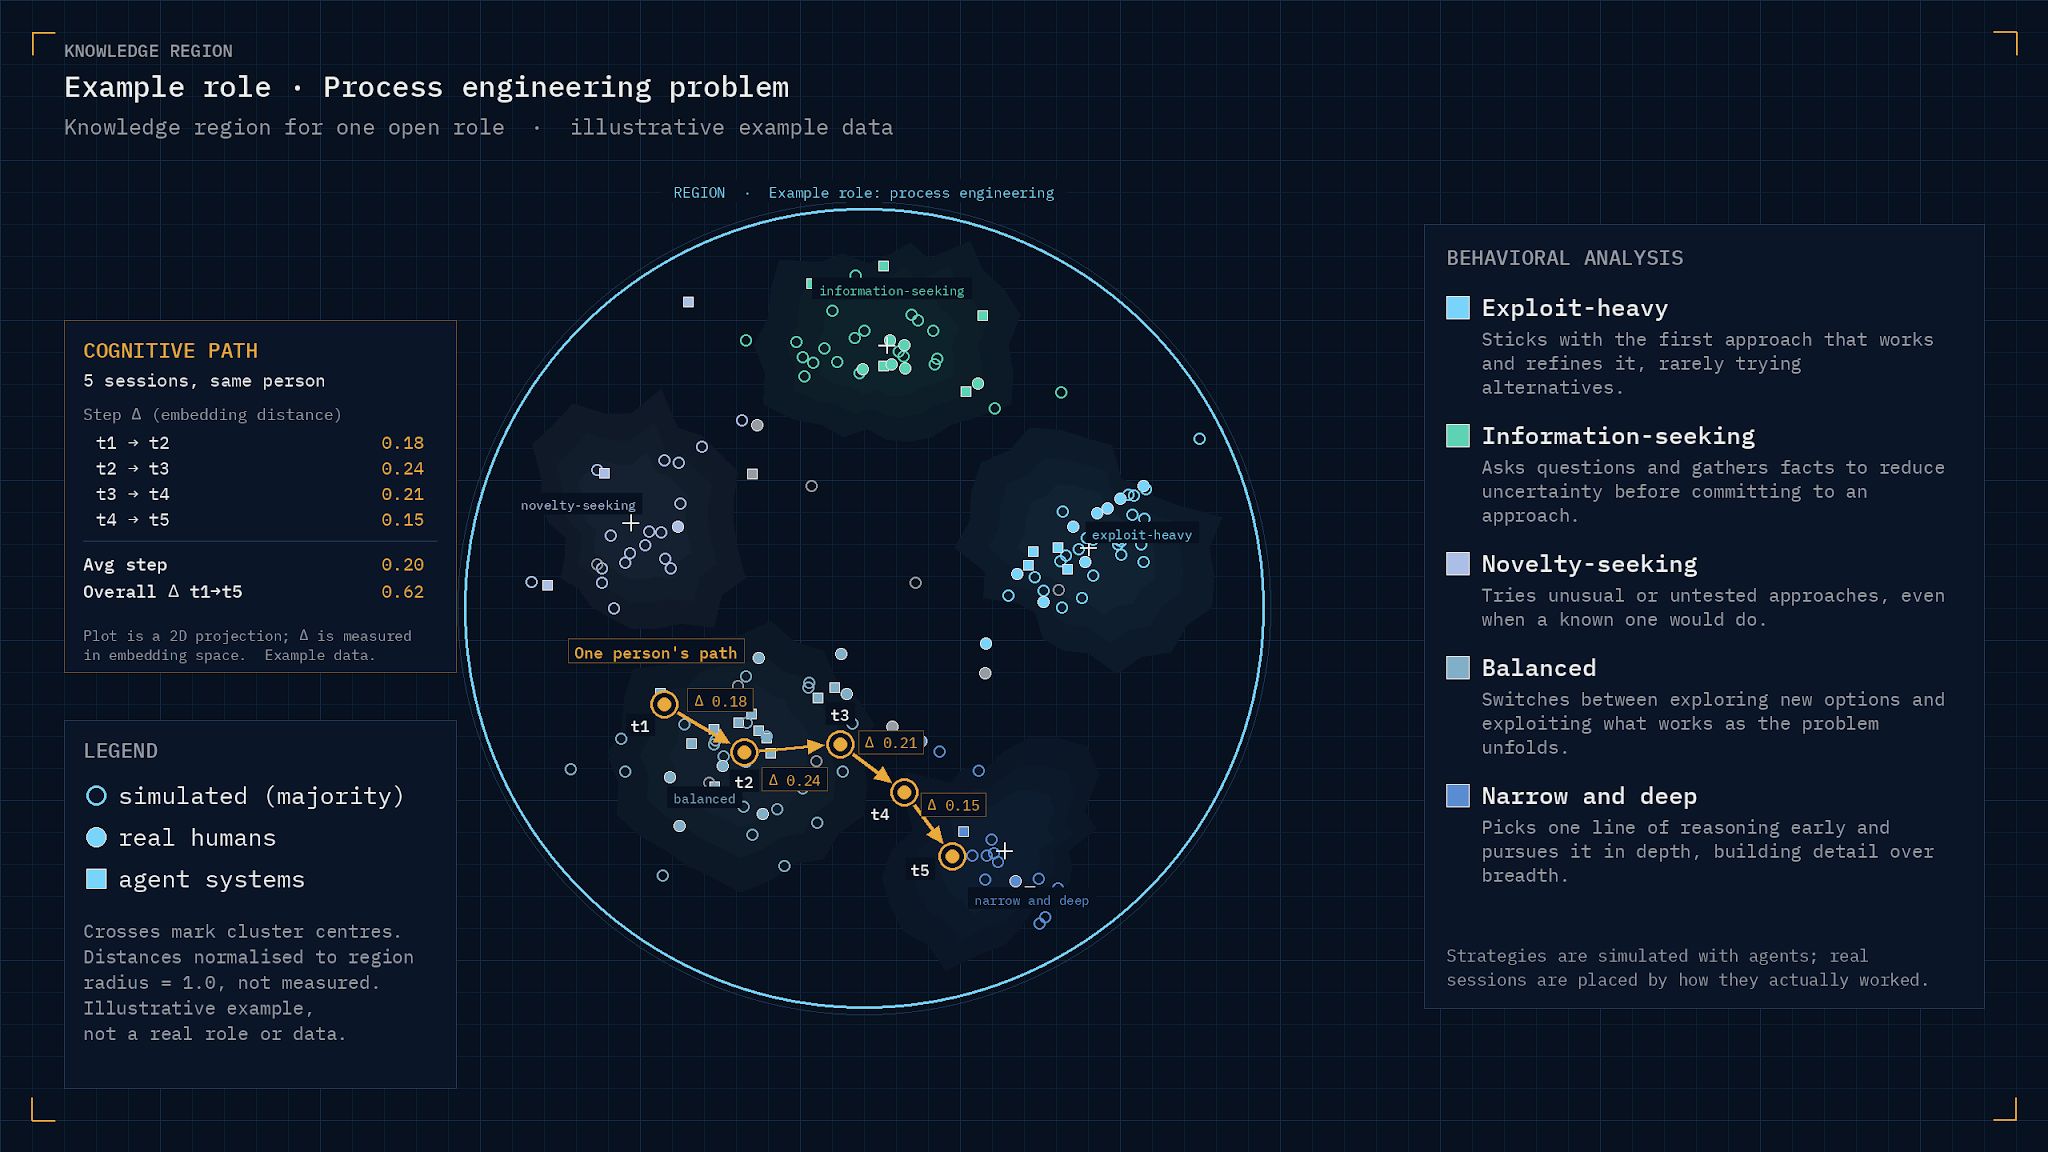 KNOWLEDGE REGION
Example role · Process engineering problem
Knowledge region for one open role · illustrative example data
REGION · Example role: process engineering
COGNITIVE PATH
5 sessions, same person
Step Δ (embedding distance)
t1 → t2 0.18
t2 → t3 0.24
t3 → t4 0.21
t4 → t5 0.15
Avg step 0.20
Overall Δ t1→t5 0.62
Plot is a 2D projection; Δ is measured
in embedding space. Example data.
LEGEND
simulated (majority)
real humans
agent systems
Crosses mark cluster centres.
Distances normalised to region
radius = 1.0, not measured.
Illustrative example,
not a real role or data.
information-seeking
novelty-seeking
exploit-heavy
One person's path
Δ 0.18
t1
t3
Δ 0.21
t2
Δ 0.24
balanced
Δ 0.15
t4
t5
narrow and deep
BEHAVIORAL ANALYSIS
Exploit-heavy
Sticks with the first approach that works
and refines it, rarely trying
alternatives.
Information-seeking
Asks questions and gathers facts to reduce
uncertainty before committing to an
approach.
Novelty-seeking
Tries unusual or untested approaches, even
when a known one would do.
Balanced
Switches between exploring new options and
exploiting what works as the problem
unfolds.
Narrow and deep
Picks one line of reasoning early and
pursues it in depth, building detail over
breadth.
Strategies are simulated with agents; real
sessions are placed by how they actually worked.